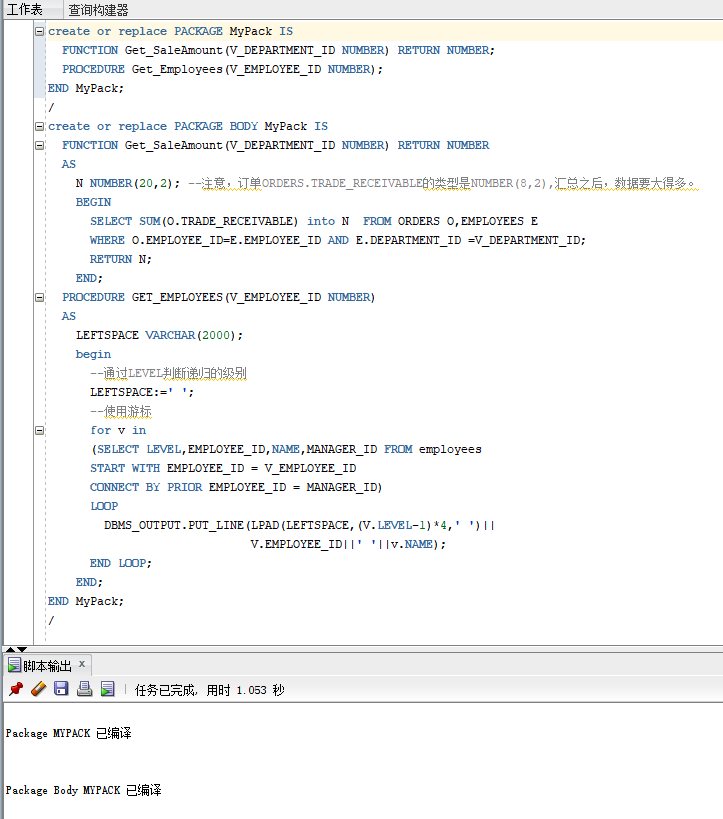 工作表 查询构建器
create or replace PACKAGE MyPack IS
  FUNCTION Get_SaleAmount(V_DEPARTMENT_ID NUMBER) RETURN NUMBER;
  PROCEDURE Get_Employees(V_EMPLOYEE_ID NUMBER);
END MyPack;
/
create or replace PACKAGE BODY MyPack IS
  FUNCTION Get_SaleAmount(V_DEPARTMENT_ID NUMBER) RETURN NUMBER
  AS
    N NUMBER(20,2); --注意，订单ORDERS.TRADE_RECEIVABLE的类型是NUMBER(8,2),汇总之后，数据要大得多。
    BEGIN
      SELECT SUM(O.TRADE_RECEIVABLE) into N  FROM ORDERS O,EMPLOYEES E
      WHERE O.EMPLOYEE_ID=E.EMPLOYEE_ID AND E.DEPARTMENT_ID =V_DEPARTMENT_ID;
      RETURN N;
    END;
  PROCEDURE GET_EMPLOYEES(V_EMPLOYEE_ID NUMBER)
  AS
    LEFTSPACE VARCHAR(2000);
    begin
      --通过LEVEL判断递归的级别
      LEFTSPACE:=' ';
      --使用游标
      for v in
      (SELECT LEVEL,EMPLOYEE_ID,NAME,MANAGER_ID FROM employees
      START WITH EMPLOYEE_ID = V_EMPLOYEE_ID
      CONNECT BY PRIOR EMPLOYEE_ID = MANAGER_ID)
      LOOP
        DBMS_OUTPUT.PUT_LINE(LPAD(LEFTSPACE,(V.LEVEL-1)*4,' ')||
                             V.EMPLOYEE_ID||' '||v.NAME);
      END LOOP;
    END;
END MyPack;
/
脚本输出 x
任务已完成, 用时 1.053 秒
Package MYPACK 已编译
Package Body MYPACK 已编译